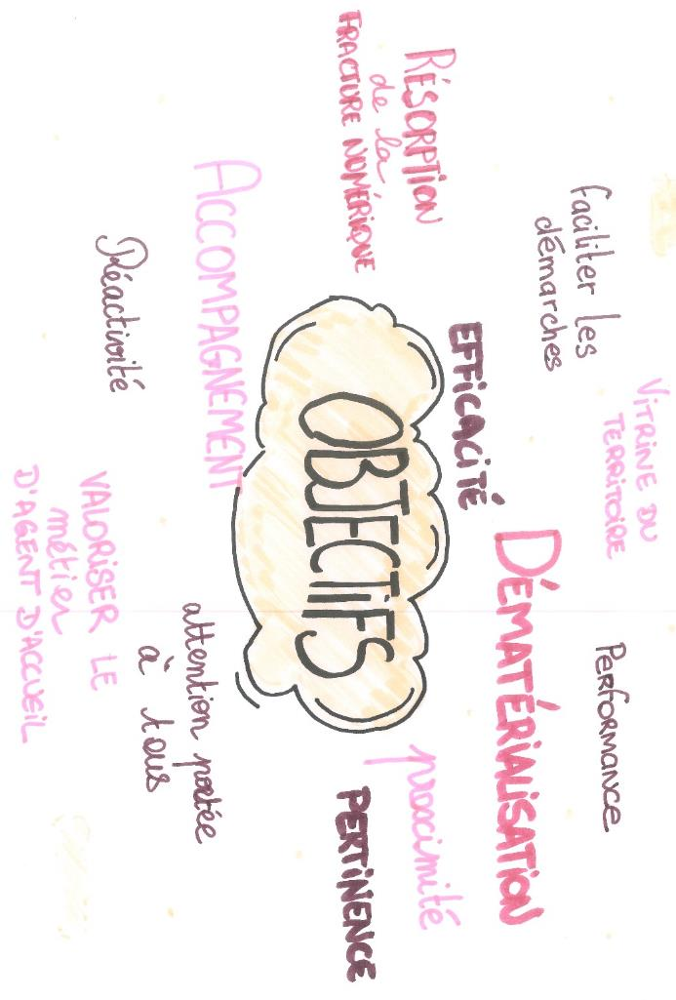 faciliter les
démarches
VITRINE DU
TERRITOIRE
PERFORMANCE
DÉMATÉRIALISATION
EFFICACITÉ
RÉSORPTION
de la
FRACTURE NUMÉRIQUE
proximité
PERTINENCE
OBJECTIFS
ACCOMPAGNEMENT
attention portée
à tous
Réactivité
VALORISER LE
métier
D'AGENT D'ACCUEIL